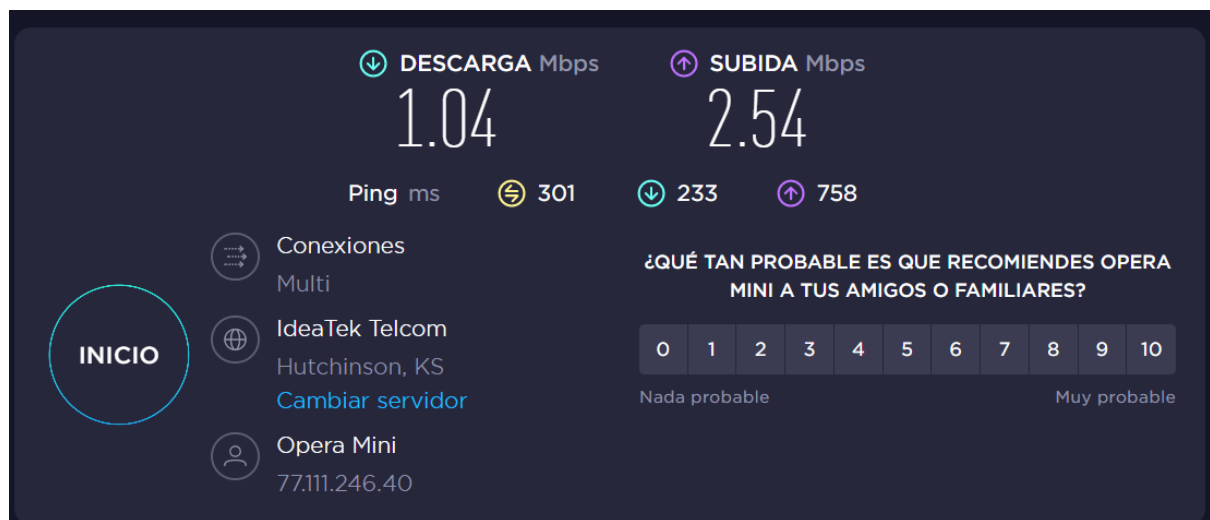 DESCARGA Mbps
SUBIDA Mbps
1.04
2.54
Ping ms 301 233 758
Conexiones
Multi
IdeaTek Telcom
Hutchinson, KS
Cambiar servidor
Opera Mini
77.111.246.40
INICIO
¿QUÉ TAN PROBABLE ES QUE RECOMIENDES OPERA
MINI A TUS AMIGOS O FAMILIARES?
0 1 2 3 4 5 6 7 8 9 10
Nada probable
Muy probable